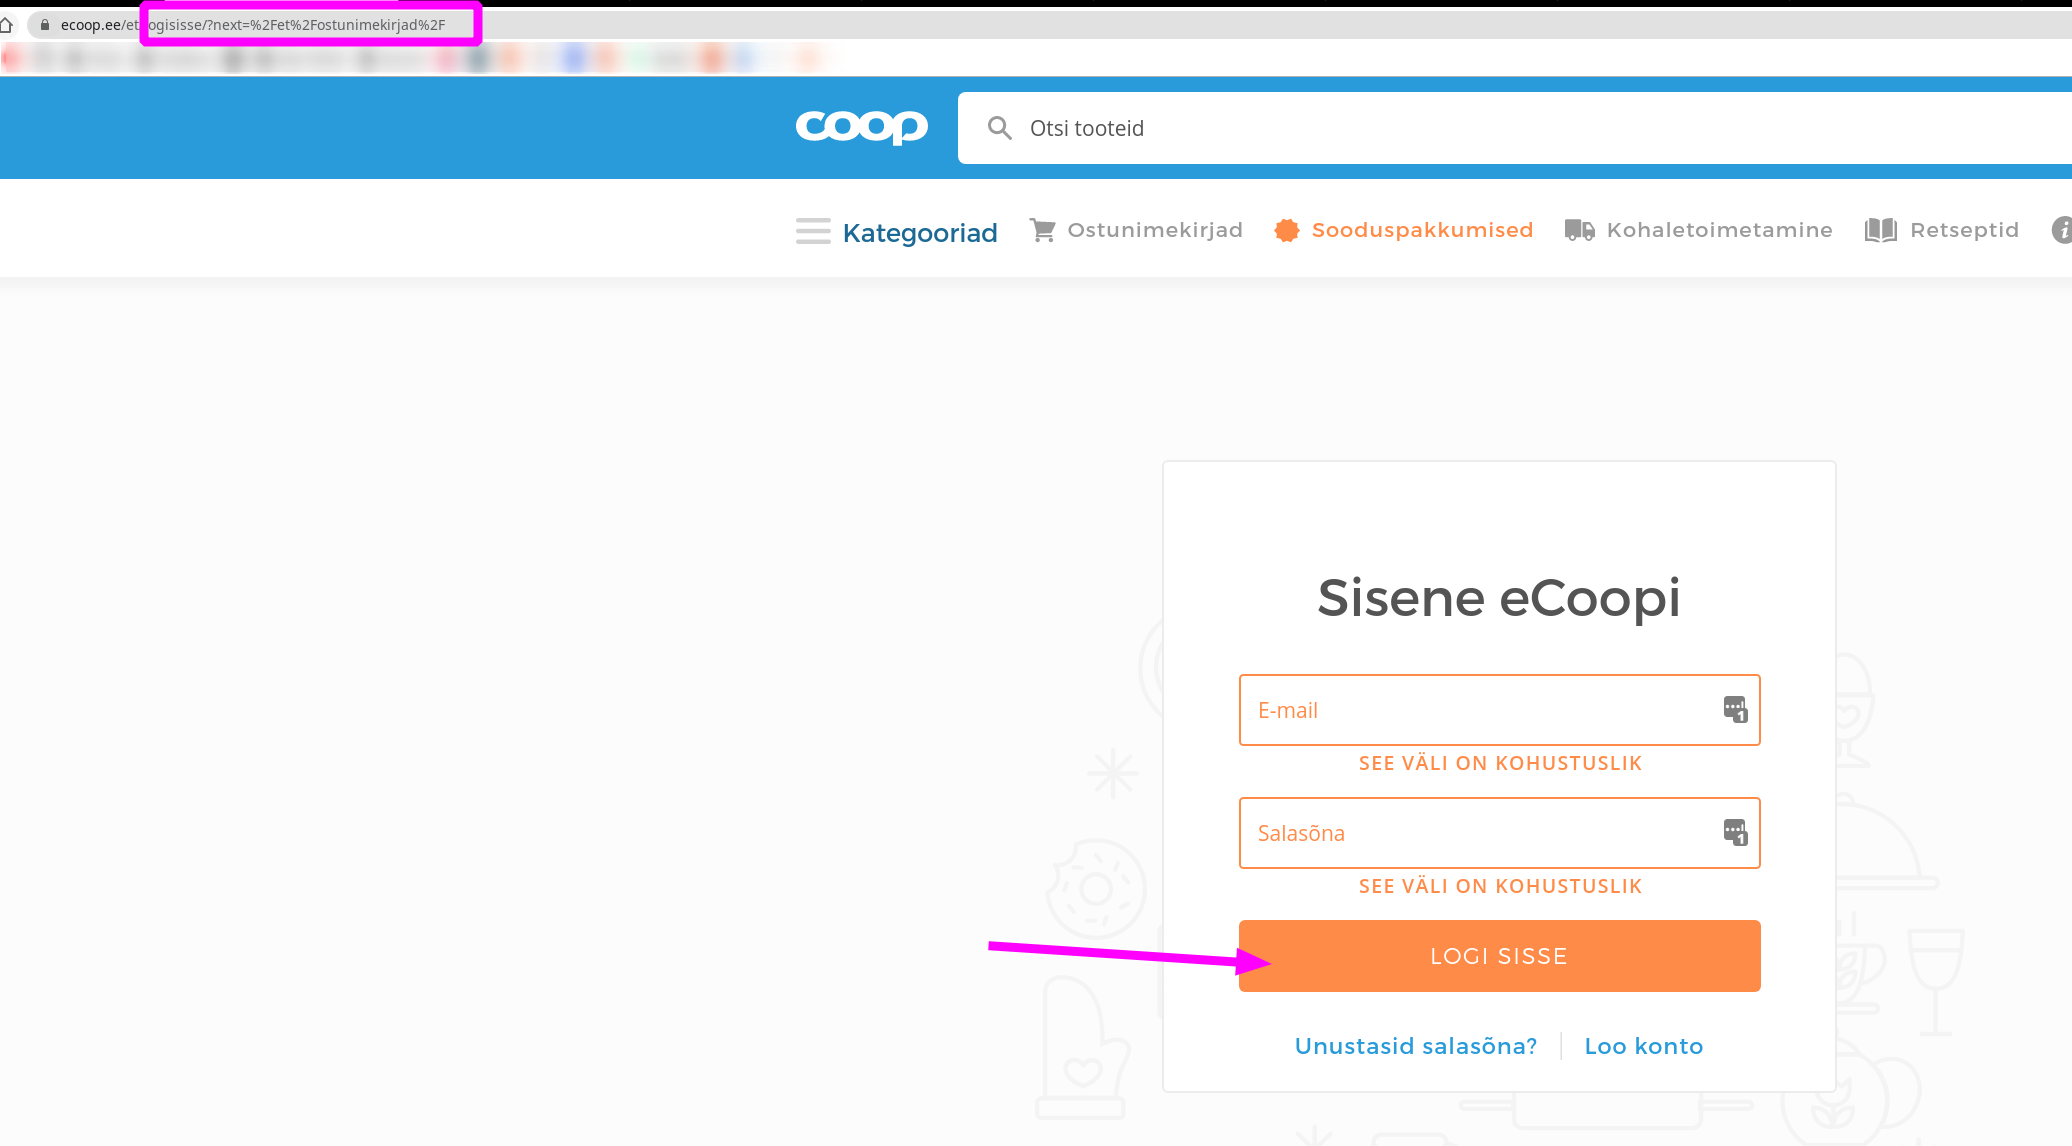 ecoop.ee/et/logisisse/?next=%2Fet%2Fostunimekirjad%2F
coop
Otsi tooteid
Kategooriad Ostunimekirjad Sooduspakkumised Kohaletoimetamine Retseptid
Sisene eCoopi
E-mail
SEE VÄLI ON KOHUSTUSLIK
Salasõna
SEE VÄLI ON KOHUSTUSLIK
LOGI SISSE
Unustasid salasõna? Loo konto